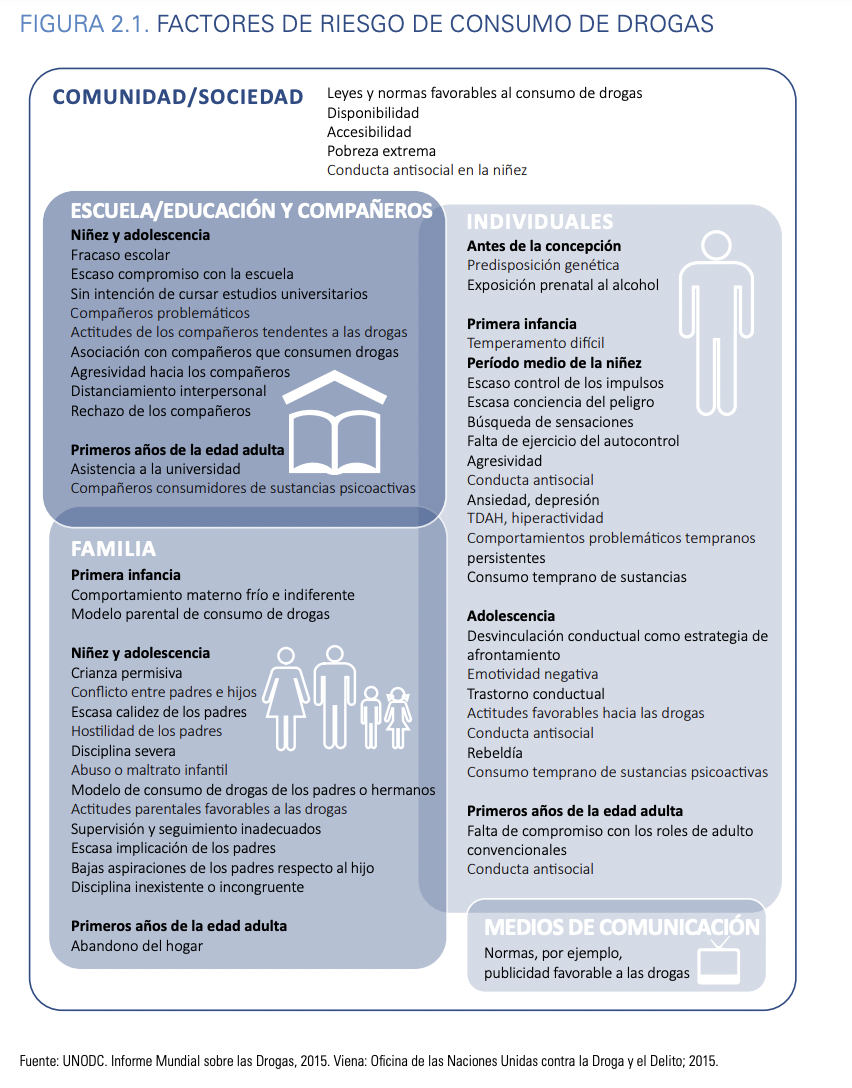 FIGURA 2.1. FACTORES DE RIESGO DE CONSUMO DE DROGAS
COMUNIDAD/SOCIEDAD
Leyes y normas favorables al consumo de drogas
Disponibilidad
Accesibilidad
Pobreza extrema
Conducta antisocial en la niñez
ESCUELA/EDUCACIÓN Y COMPAÑEROS
Niñez y adolescencia
Fracaso escolar
Escaso compromiso con la escuela
Sin intención de cursar estudios universitarios
Compañeros problemáticos
Actitudes de los compañeros tendentes a las drogas
Asociación con compañeros que consumen drogas
Agresividad hacia los compañeros
Distanciamiento interpersonal
Rechazo de los compañeros
Primeros años de la edad adulta
Asistencia a la universidad
Compañeros consumidores de sustancias psicoactivas
FAMILIA
Primera infancia
Comportamiento materno frío e indiferente
Modelo parental de consumo de drogas
Niñez y adolescencia
Crianza permisiva
Conflicto entre padres e hijos
Escasa calidez de los padres
Hostilidad de los padres
Disciplina severa
Abuso o maltrato infantil
Modelo de consumo de drogas de los padres o hermanos
Actitudes parentales favorables a las drogas
Supervisión y seguimiento inadecuados
Escasa implicación de los padres
Bajas aspiraciones de los padres respecto al hijo
Disciplina inexistente o incongruente
Primeros años de la edad adulta
Abandono del hogar
INDIVIDUALES
Antes de la concepción
Predisposición genética
Exposición prenatal al alcohol
Primera infancia
Temperamento difícil
Período medio de la niñez
Escaso control de los impulsos
Escasa conciencia del peligro
Búsqueda de sensaciones
Falta de ejercicio del autocontrol
Agresividad
Conducta antisocial
Ansiedad, depresión
TDAH, hiperactividad
Comportamientos problemáticos tempranos
persistentes
Consumo temprano de sustancias
Adolescencia
Desvinculación conductual como estrategia de
afrontamiento
Emotividad negativa
Trastorno conductual
Actitudes favorables hacia las drogas
Conducta antisocial
Rebeldía
Consumo temprano de sustancias psicoactivas
Primeros años de la edad adulta
Falta de compromiso con los roles de adulto
convencionales
Conducta antisocial
MEDIOS DE COMUNICACIÓN
Normas, por ejemplo,
publicidad favorable a las drogas
Fuente: UNODC. Informe Mundial sobre las Drogas, 2015. Viena: Oficina de las Naciones Unidas contra la Droga y el Delito; 2015.